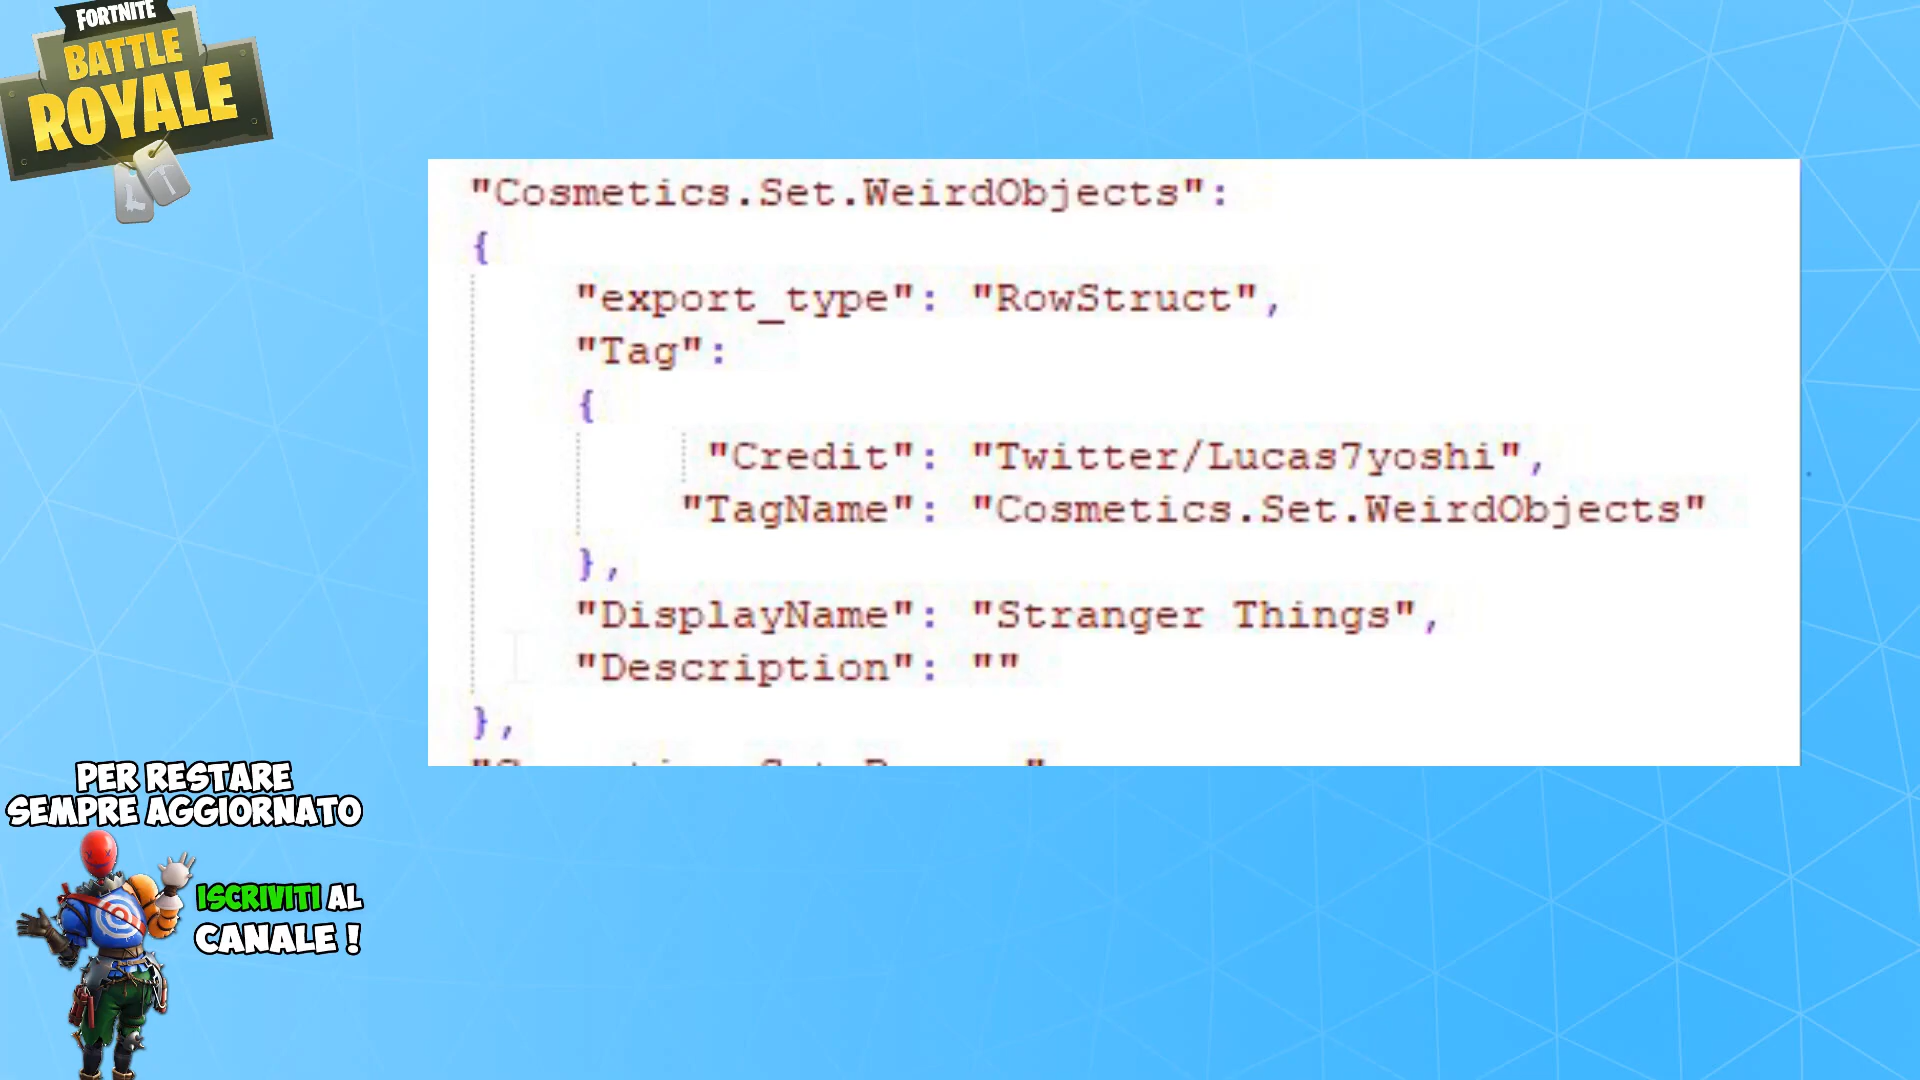 FORTNITE
BATTLE
ROYALE
"Cosmetics.Set.WeirdObjects":
{
"export_type": "RowStruct",
"Tag":
{
"Credit": "Twitter/Lucas7yoshi",
"TagName": "Cosmetics.Set.WeirdObjects"
},
"DisplayName": "Stranger Things",
"Description": ""
},
PER RESTARE
SEMPRE AGGIORNATO
ISCRIVITI AL
CANALE !